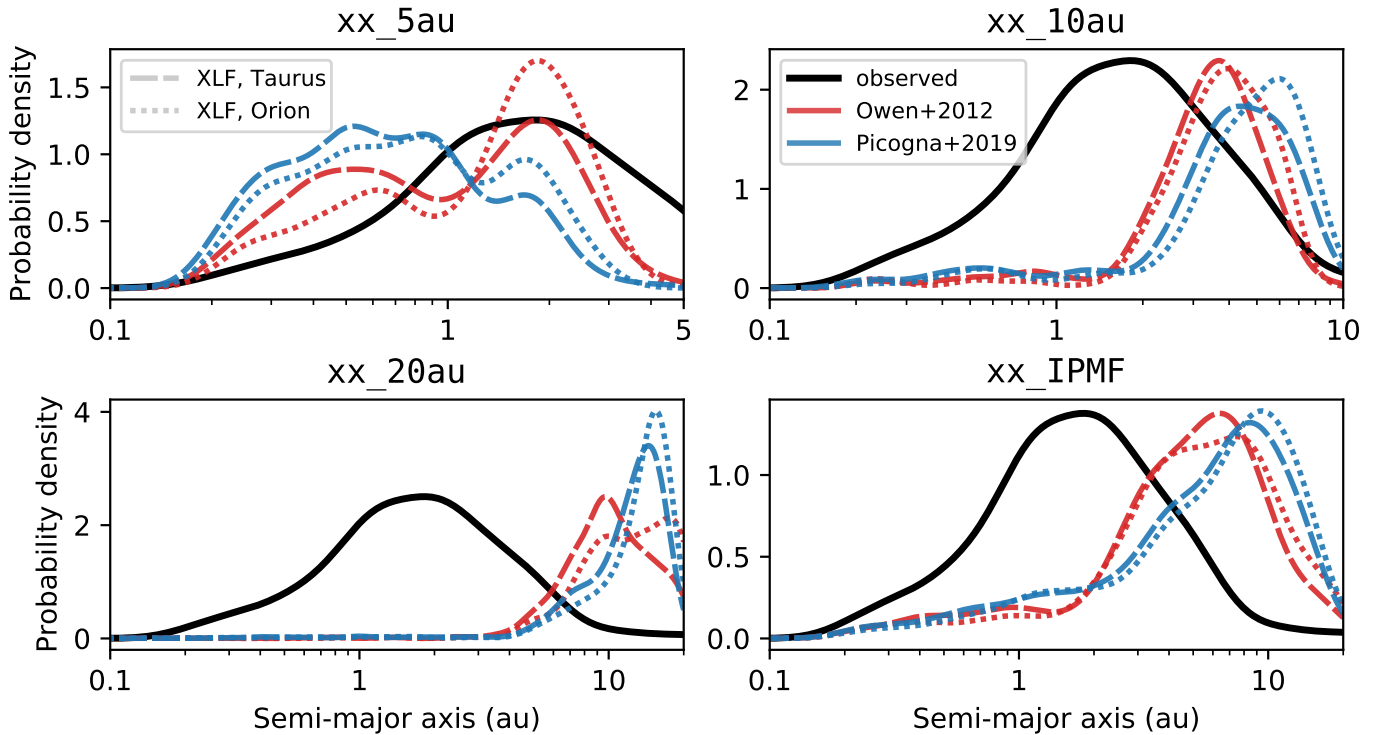 xx_5au
Probability density
1.5
1.0
0.5
0.0
XLF, Taurus
XLF, Orion
0.1
1
5
xx_10au
2
1
0
observed
Owen+2012
Picogna+2019
0.1
1
10
xx_20au
Probability density
4
2
0
0.1
1
10
Semi-major axis (au)
xx_IPMF
1.0
0.5
0.0
0.1
1
10
Semi-major axis (au)